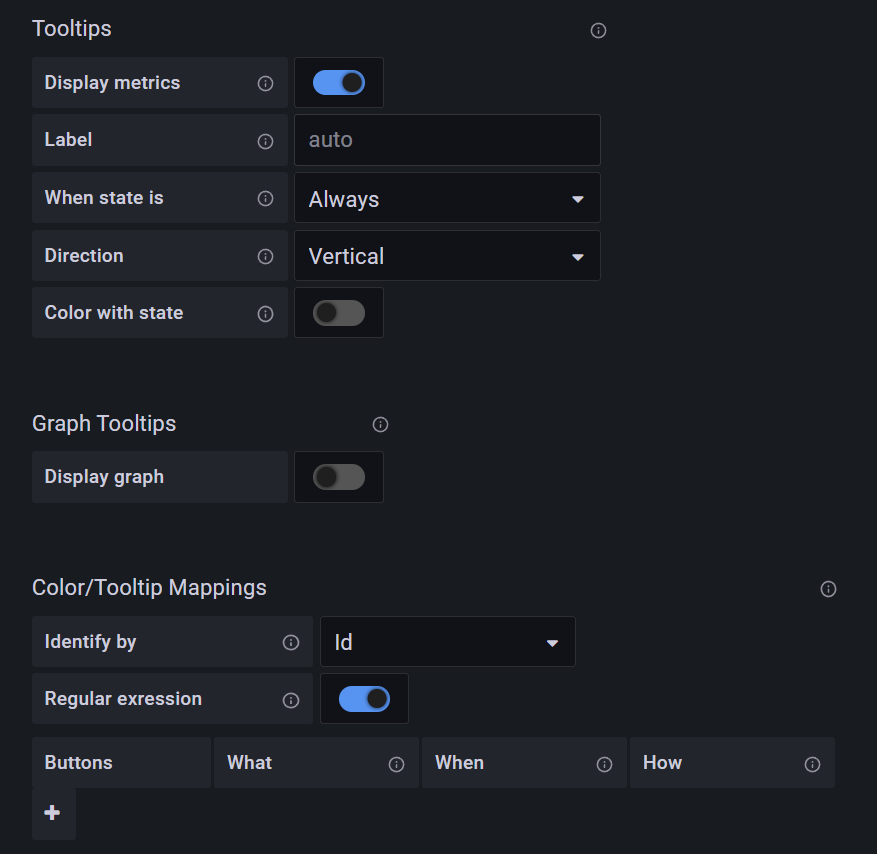 Tooltips
Display metrics
Label auto
When state is Always
Direction Vertical
Color with state
Graph Tooltips
Display graph
Color/Tooltip Mappings
Identify by Id
Regular exression
Buttons What When How